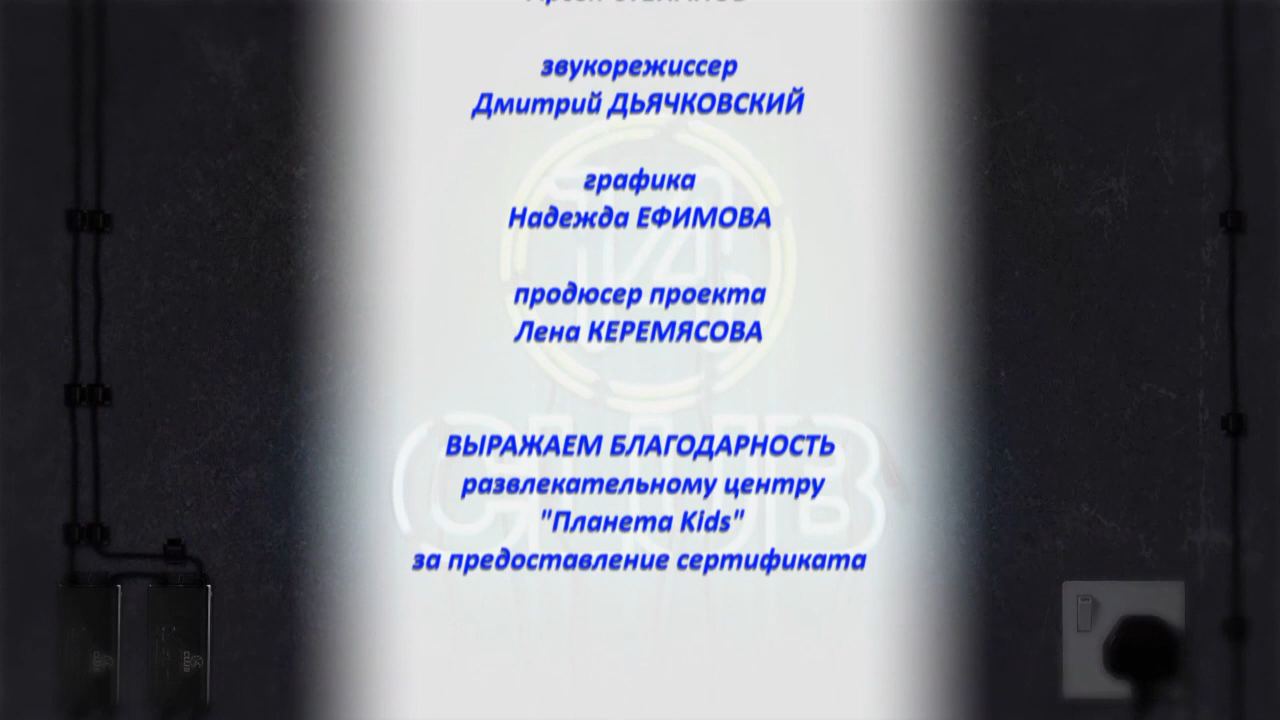 звукорежиссер
Дмитрий ДЬЯЧКОВСКИЙ
графика
Надежда ЕФИМОВА
продюсер проекта
Лена КЕРЕМЯСОВА
CLUB
ВЫРАЖАЕМ БЛАГОДАРНОСТЬ
развлекательному центру
"Планета Kids"
за предоставление сертификата